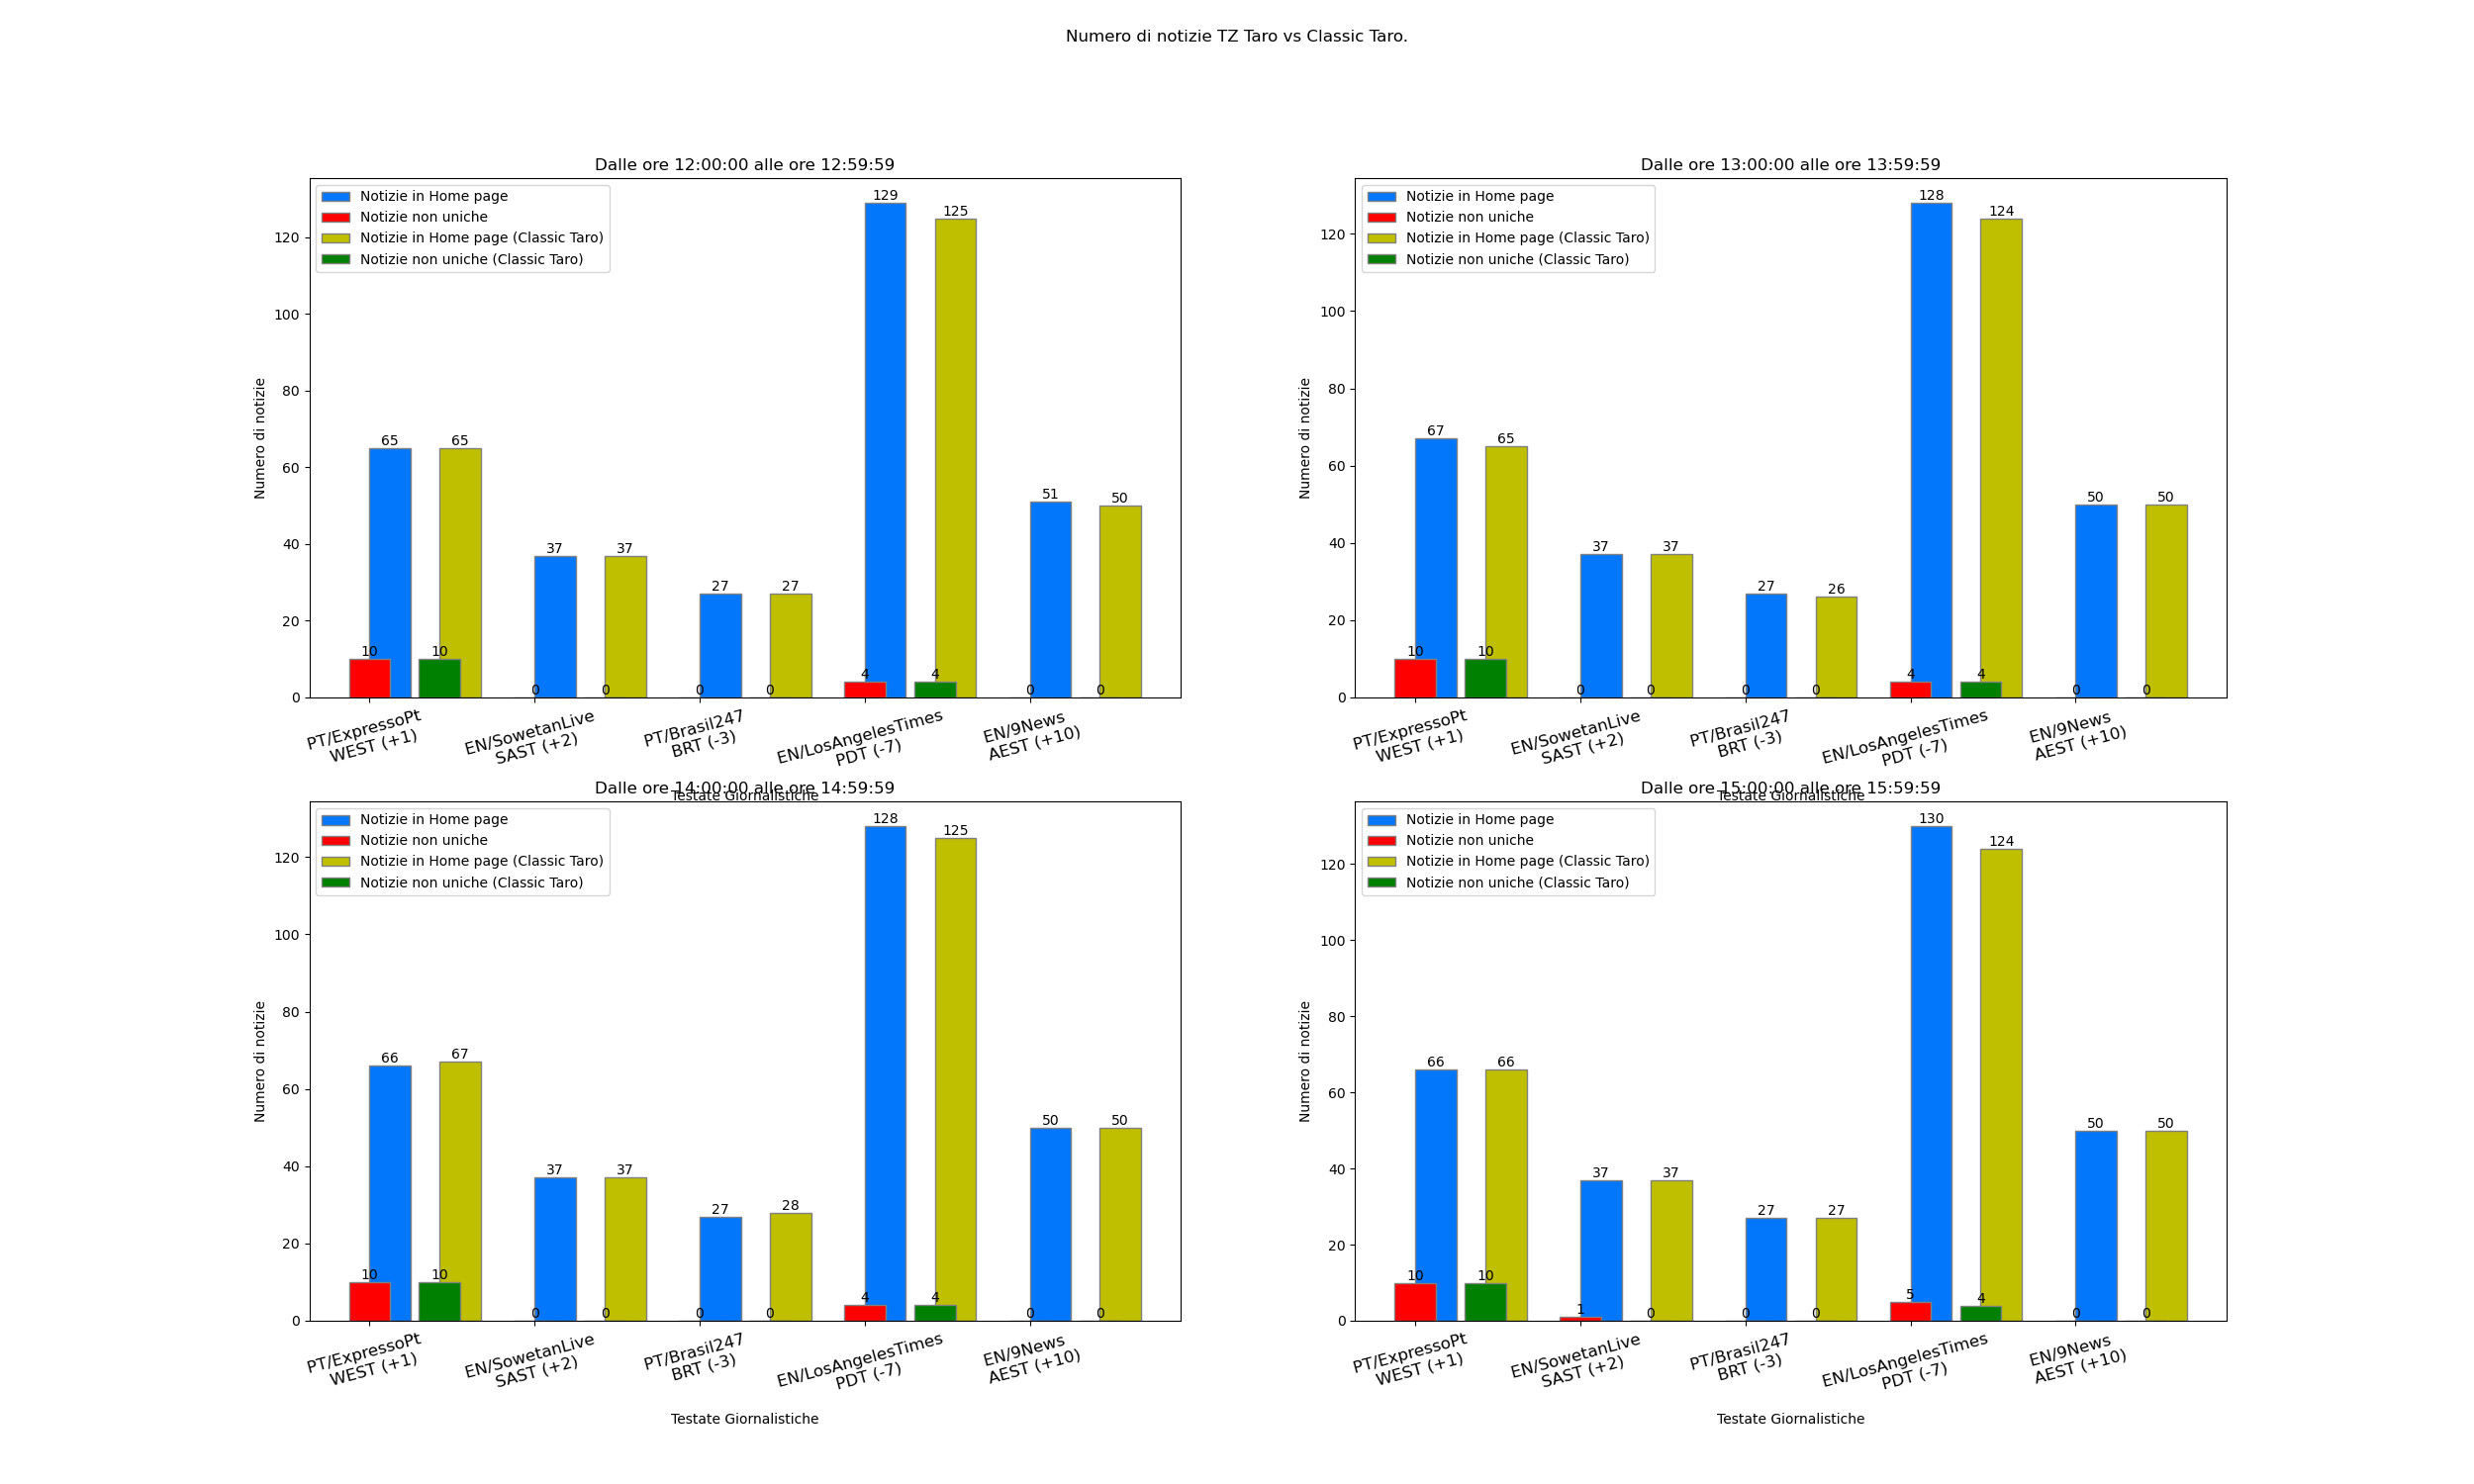 Numero di notizie TZ Taro vs Classic Taro.
Dalle ore 12:00:00 alle ore 12:59:59
Notizie in Home page
Notizie non uniche
Notizie in Home page (Classic Taro)
Notizie non uniche (Classic Taro)
Numero di notizie
120
100
80
60
40
20
0
10
65
10
65
0
37
0
37
0
27
0
27
4
129
4
125
0
51
0
50
PT/ExpressoPt
WEST (+1)
EN/SowetanLive
SAST (+2)
PT/Brasil247
BRT (-3)
EN/LosAngelesTimes
PDT (-7)
EN/9News
AEST (+10)
Testate Giornalistiche
Dalle ore 13:00:00 alle ore 13:59:59
Notizie in Home page
Notizie non uniche
Notizie in Home page (Classic Taro)
Notizie non uniche (Classic Taro)
Numero di notizie
120
100
80
60
40
20
0
10
67
10
65
0
37
0
37
0
27
0
26
4
128
4
124
0
50
0
50
PT/ExpressoPt
WEST (+1)
EN/SowetanLive
SAST (+2)
PT/Brasil247
BRT (-3)
EN/LosAngelesTimes
PDT (-7)
EN/9News
AEST (+10)
Testate Giornalistiche
Dalle ore 14:00:00 alle ore 14:59:59
Notizie in Home page
Notizie non uniche
Notizie in Home page (Classic Taro)
Notizie non uniche (Classic Taro)
Numero di notizie
120
100
80
60
40
20
0
10
66
10
67
0
37
0
37
0
27
0
28
4
128
4
125
0
50
0
50
PT/ExpressoPt
WEST (+1)
EN/SowetanLive
SAST (+2)
PT/Brasil247
BRT (-3)
EN/LosAngelesTimes
PDT (-7)
EN/9News
AEST (+10)
Testate Giornalistiche
Dalle ore 15:00:00 alle ore 15:59:59
Notizie in Home page
Notizie non uniche
Notizie in Home page (Classic Taro)
Notizie non uniche (Classic Taro)
Numero di notizie
120
100
80
60
40
20
0
10
66
10
66
1
37
0
37
0
27
0
27
5
130
4
124
0
50
0
50
PT/ExpressoPt
WEST (+1)
EN/SowetanLive
SAST (+2)
PT/Brasil247
BRT (-3)
EN/LosAngelesTimes
PDT (-7)
EN/9News
AEST (+10)
Testate Giornalistiche